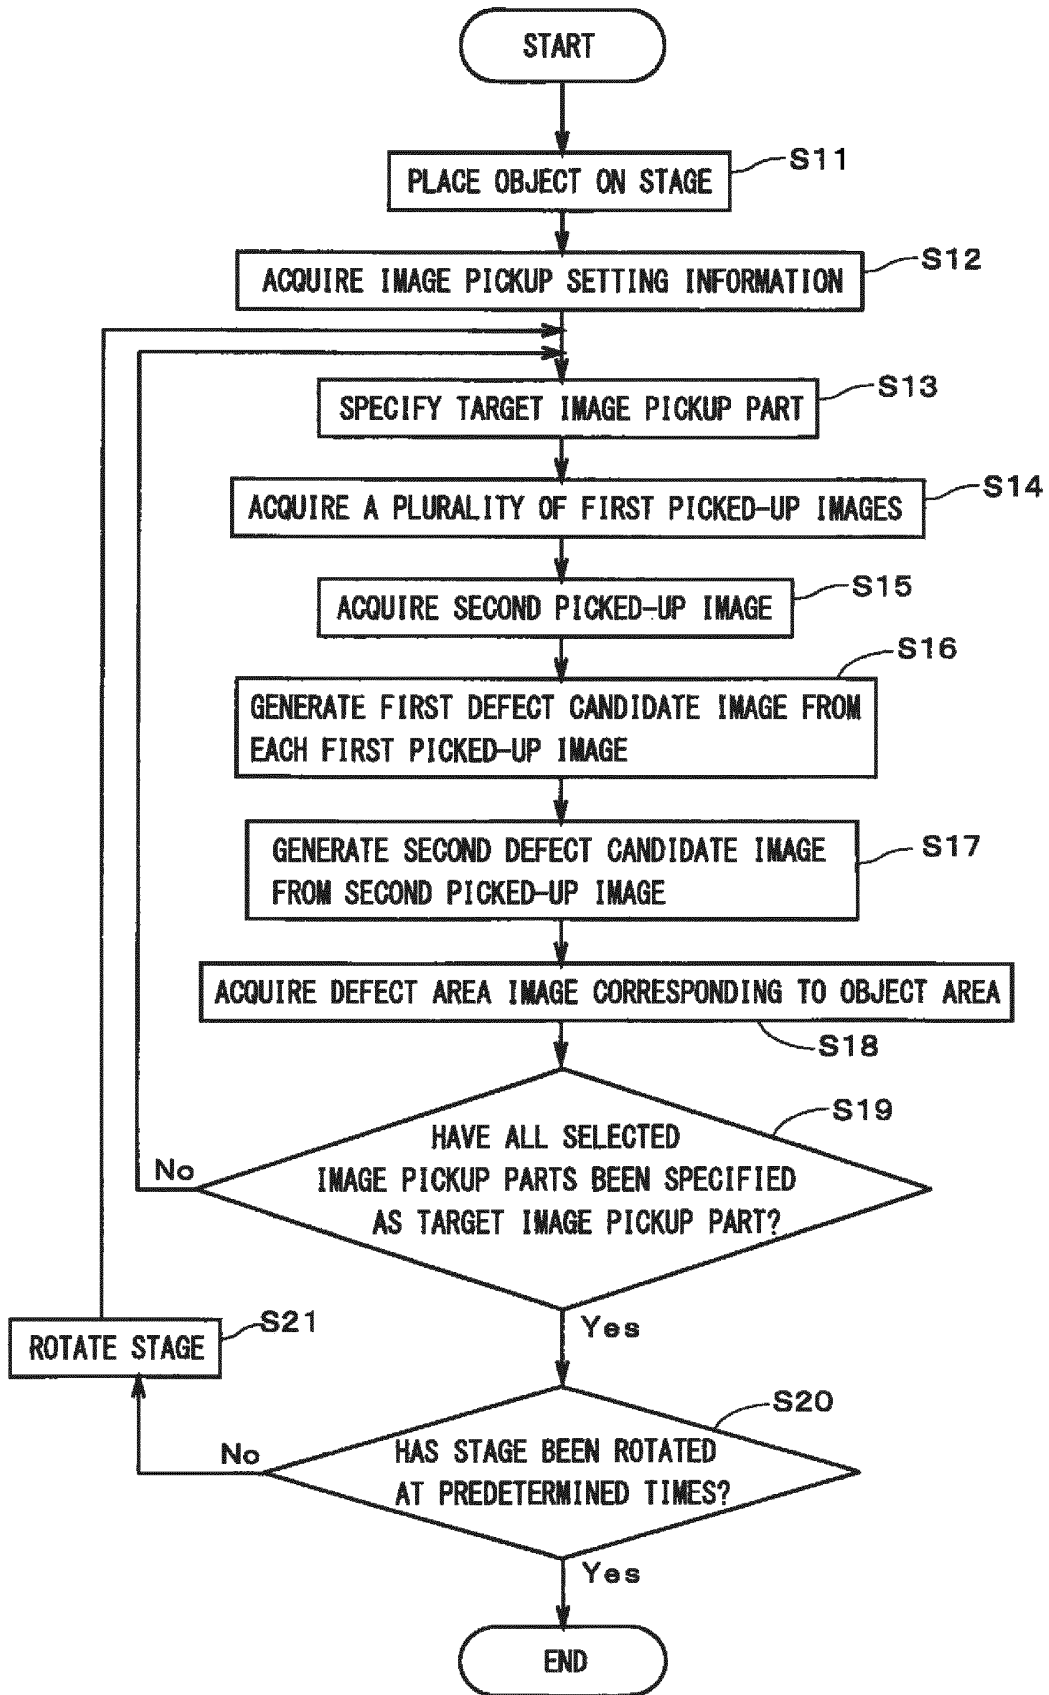 START
S11
PLACE OBJECT ON STAGE
S12
ACQUIRE IMAGE PICKUP SETTING INFORMATION
S13
SPECIFY TARGET IMAGE PICKUP PART
S14
ACQUIRE A PLURALITY OF FIRST PICKED-UP IMAGES
S15
ACQUIRE SECOND PICKED-UP IMAGE
S16
GENERATE FIRST DEFECT CANDIDATE IMAGE FROM
EACH FIRST PICKED-UP IMAGE
S17
GENERATE SECOND DEFECT CANDIDATE IMAGE
FROM SECOND PICKED-UP IMAGE
ACQUIRE DEFECT AREA IMAGE CORRESPONDING TO OBJECT AREA
S18
S19
HAVE ALL SELECTED
IMAGE PICKUP PARTS BEEN SPECIFIED
AS TARGET IMAGE PICKUP PART?
No
Yes
S21
ROTATE STAGE
S20
HAS STAGE BEEN ROTATED
AT PREDETERMINED TIMES?
No
Yes
END